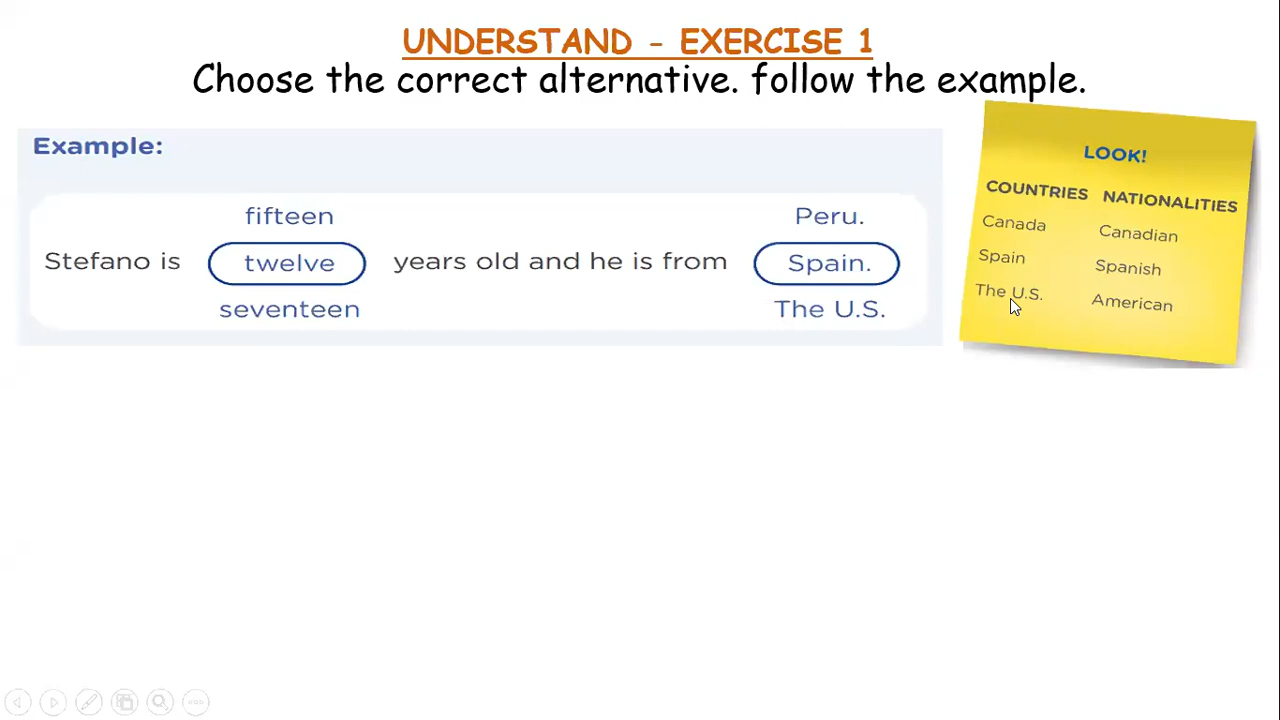 UNDERSTAND - EXERCISE 1
Choose the correct alternative. follow the example.
Example:
fifteen Peru.
Stefano is twelve years old and he is from Spain.
seventeen The U.S.
LOOK!
COUNTRIES NATIONALITIES
Canada Canadian
Spain Spanish
The U.S. American